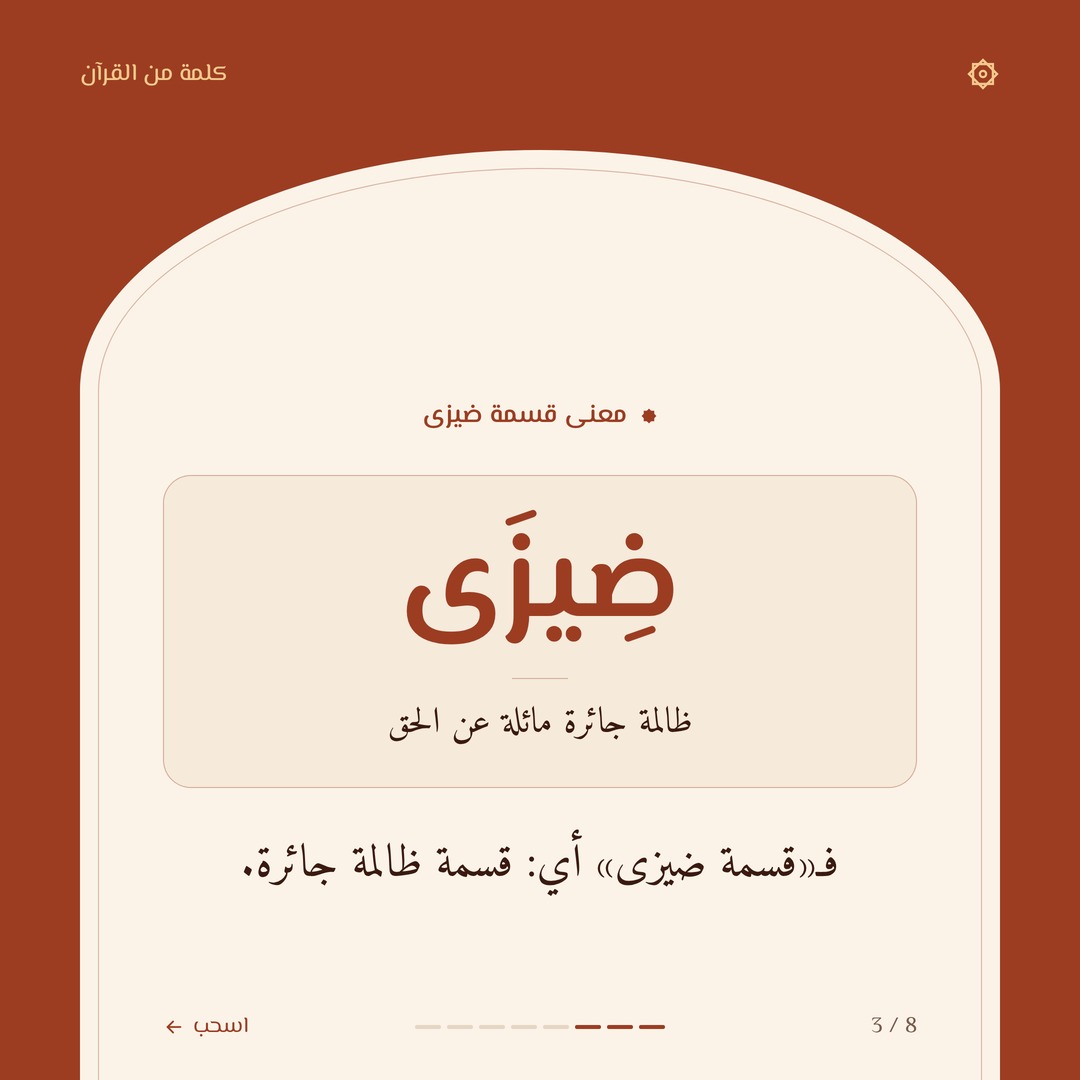 كلمة من القرآن
معنى قسمة ضيزى
ضِيزَى
ظالمة جائرة مائلة عن الحق
فـ«قسمة ضيزى» أي: قسمة ظالمة جائرة.
3 / 8
اسحب ←